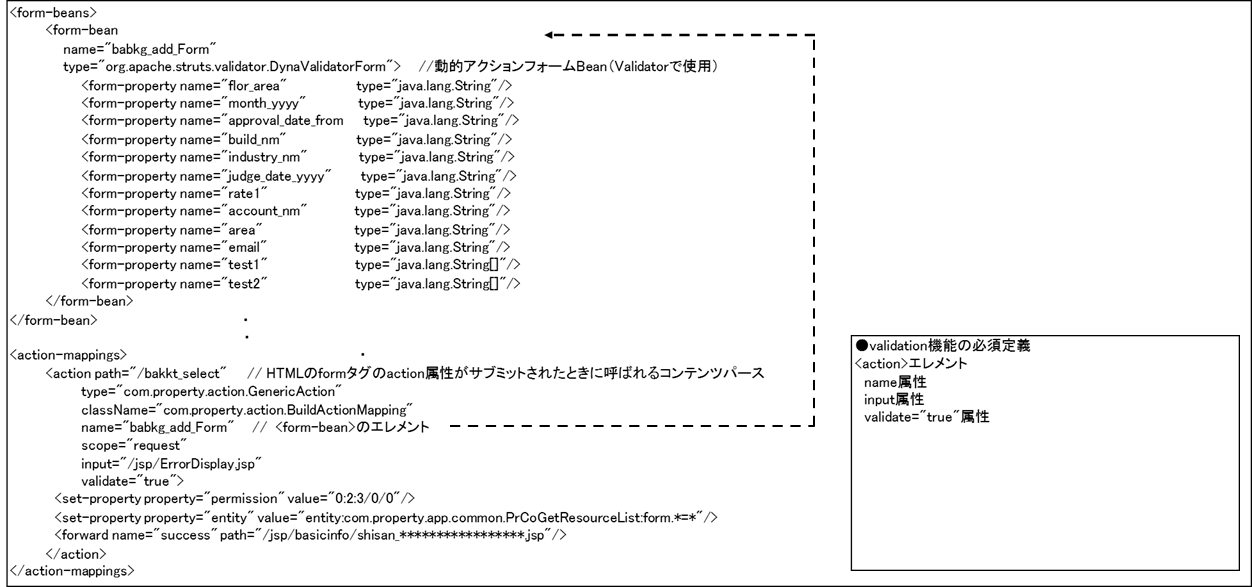 <form-beans>
<form-bean
name="babkg_add_Form"
type="org.apache.struts.validator.DynaValidatorForm"> //動的アクションフォームBean（Validatorで使用）
<form-property name="flor_area" type="java.lang.String"/>
<form-property name="month_yyyy" type="java.lang.String"/>
<form-property name="approval_date_from type="java.lang.String"/>
<form-property name="build_nm" type="java.lang.String"/>
<form-property name="industry_nm" type="java.lang.String"/>
<form-property name="judge_date_yyyy" type="java.lang.String"/>
<form-property name="rate1" type="java.lang.String"/>
<form-property name="account_nm" type="java.lang.String"/>
<form-property name="area" type="java.lang.String"/>
<form-property name="email" type="java.lang.String"/>
<form-property name="test1" type="java.lang.String[]"/>
<form-property name="test2" type="java.lang.String[]"/>
</form-bean>
</form-bean>
・
・
・
<action-mappings>
<action path="/bakkt_select" // HTMLのformタグのaction属性がサブミットされたときに呼ばれるコンテンツパース
type="com.property.action.GenericAction"
className="com.property.action.BuildActionMapping"
name="babkg_add_Form" // <form-bean>のエレメント
scope="request"
input="/jsp/ErrorDisplay.jsp"
validate="true">
<set-property property="permission" value="0:2:3/0/0"/>
<set-property property="entity" value="entity:com.property.app.common.PrCoGetResourceList:form.*=*"/>
<forward name="success" path="/jsp/basicinfo/shisan_*****************.jsp"/>
</action>
</action-mappings>
●validation機能の必須定義
<action>エレメント
name属性
input属性
validate="true"属性